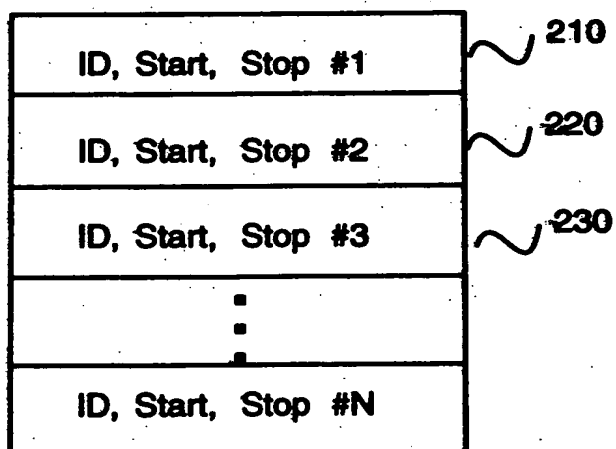 210
ID, Start, Stop #1
220
ID, Start, Stop #2
230
ID, Start, Stop #3
ID, Start, Stop #N